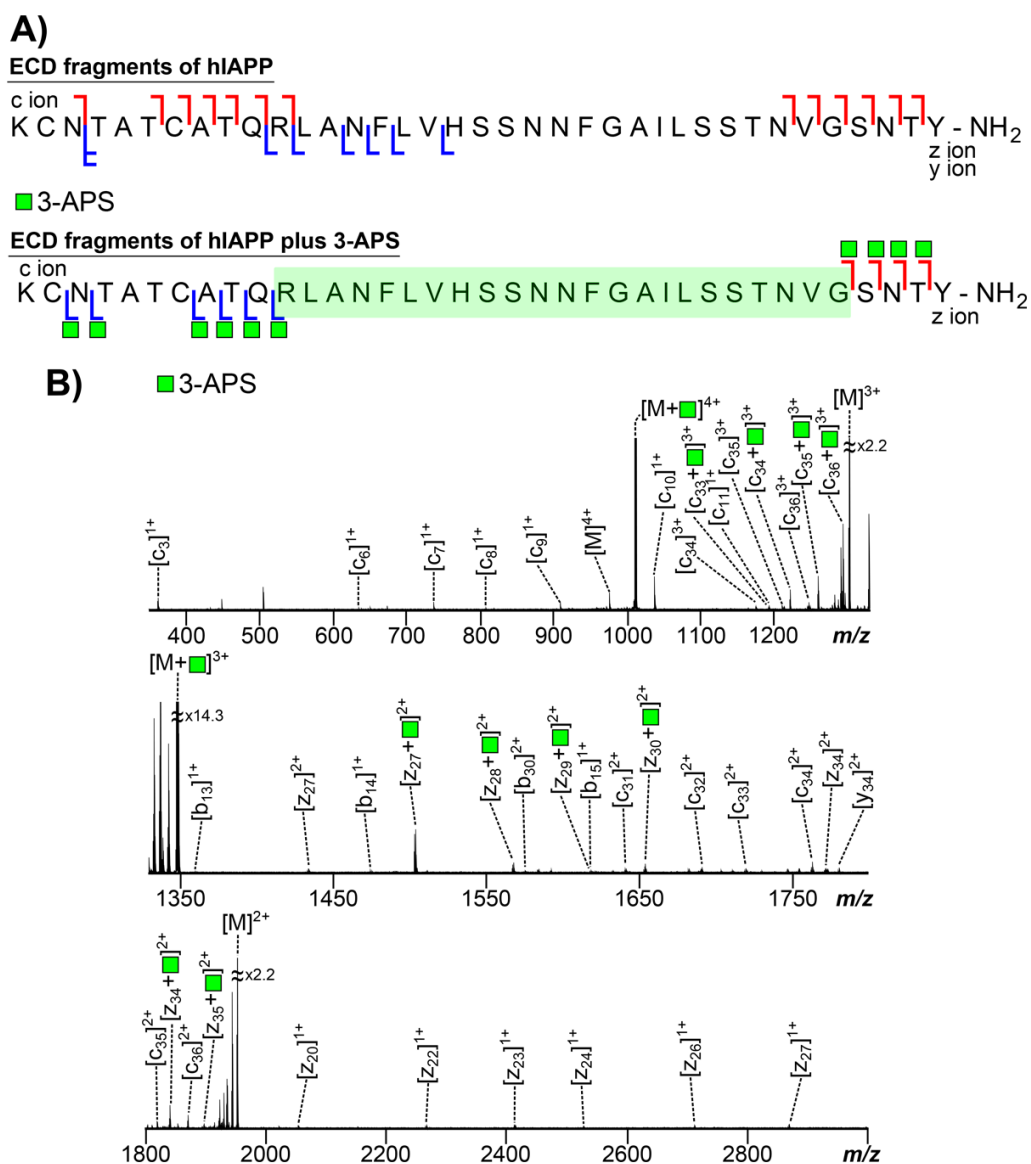 A)
ECD fragments of hIAPP
c ion
K C N T A T C A T Q R L A N F L V H S S N N F G A I L S S T N V G S N T Y - NH2
z ion
y ion
3-APS
ECD fragments of hIAPP plus 3-APS
c ion
K C N T A T C A T Q R L A N F L V H S S N N F G A I L S S T N V G S N T Y - NH2
z ion
B)
3-APS
[c3]1+
[c6]1+
[c7]1+
[c8]1+
[c9]1+
[M]4+
[M+ ]4+
[c10]1+
[c34]3+
[c33+ ]3+
[c11]1+
[c35]3+
[c34+ ]3+
[c36]3+
[c35+ ]3+
[c36+ ]3+
[M]3+
≈x2.2
400 500 600 700 800 900 1000 1100 1200 m/z
[M+ ]3+
≈x14.3
[b13]1+
[z27]2+
[b14]1+
[z27+ ]2+
[z28+ ]2+
[b30]2+
[z29+ ]2+
[b15]1+
[c31]2+
[z30+ ]2+
[c32]2+
[c33]2+
[c34]2+
[z34]2+
[y34]2+
1350 1450 1550 1650 1750 m/z
[c35]2+
[z34+ ]2+
[c36]2+
[z35+ ]2+
[M]2+
≈x2.2
[z20]1+
[z22]1+
[z23]1+
[z24]1+
[z26]1+
[z27]1+
1800 2000 2200 2400 2600 2800 m/z